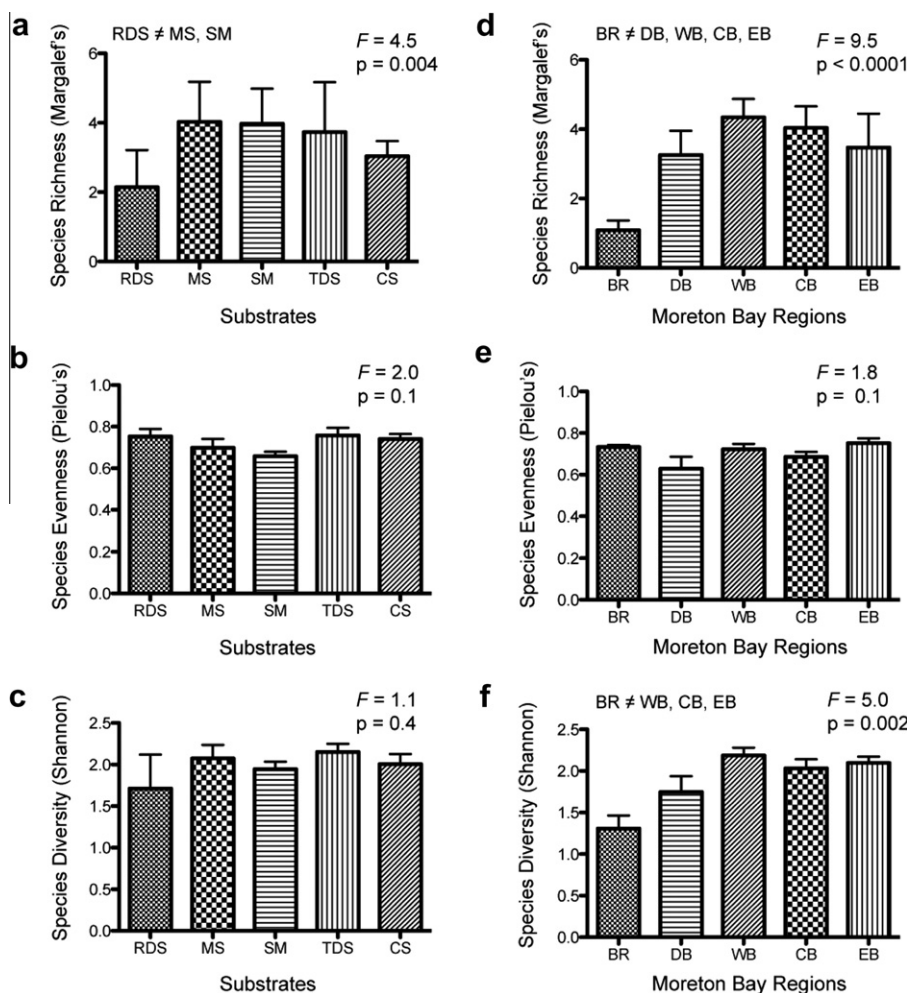 a
RDS ≠ MS, SM
F = 4.5
p = 0.004
Species Richness (Margalef's)
6
4
2
0
RDS MS SM TDS CS
Substrates
b
F = 2.0
p = 0.1
Species Evenness (Pielou's)
1.0
0.8
0.6
0.4
0.2
0.0
RDS MS SM TDS CS
Substrates
c
F = 1.1
p = 0.4
Species Diversity (Shannon)
2.5
2.0
1.5
1.0
0.5
0.0
RDS MS SM TDS CS
Substrates
d
BR ≠ DB, WB, CB, EB
F = 9.5
p < 0.0001
Species Richness (Margalef's)
6
4
2
0
BR DB WB CB EB
Moreton Bay Regions
e
F = 1.8
p = 0.1
Species Evenness (Pielou's)
1.0
0.8
0.6
0.4
0.2
0.0
BR DB WB CB EB
Moreton Bay Regions
f
BR ≠ WB, CB, EB
F = 5.0
p = 0.002
Species Diversity (Shannon)
2.5
2.0
1.5
1.0
0.5
0.0
BR DB WB CB EB
Moreton Bay Regions